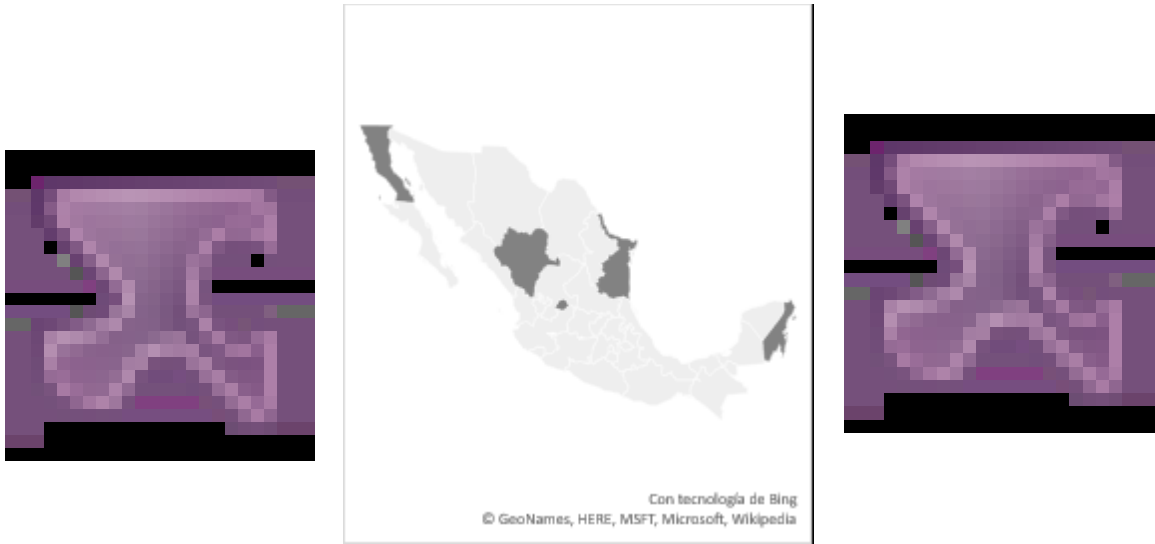 Con tecnología de Bing
© GeoNames, HERE, MSFT, Microsoft, Wikipedia